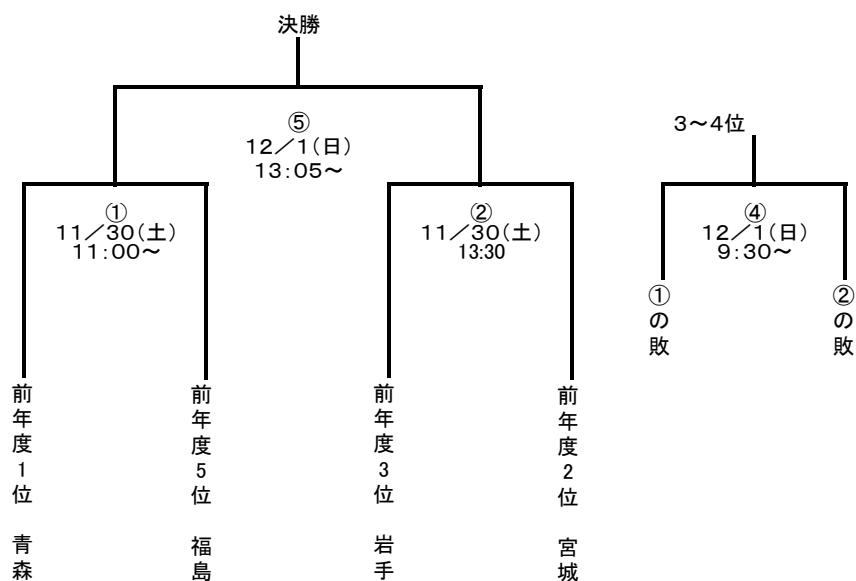 決勝
⑤
12／1(日)
13:05～
3～4位
①
11／30(土)
11:00～
②
11／30(土)
13:30
④
12／1(日)
9:30～
①の敗
②の敗
前年度1位 青森
前年度5位 福島
前年度3位 岩手
前年度2位 宮城